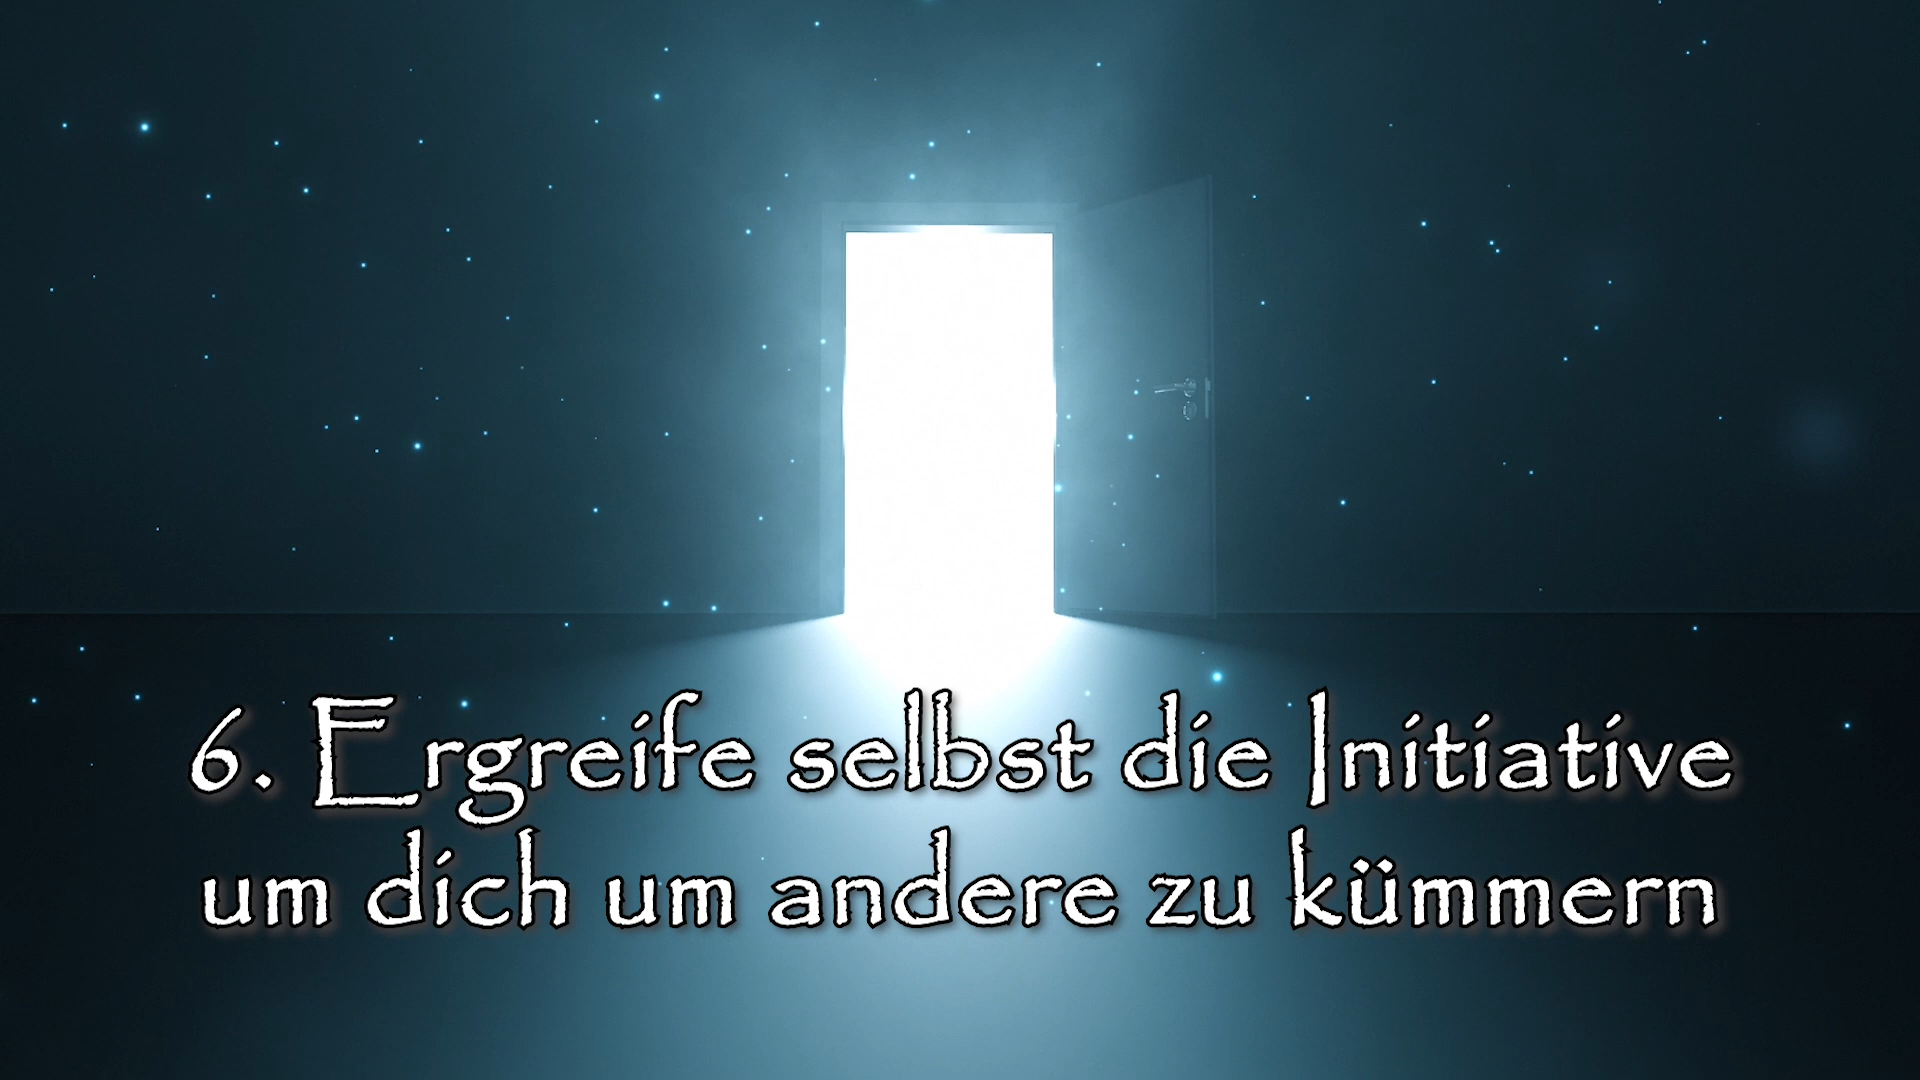 6. Ergreife selbst die Initiative
um dich um andere zu kümmern